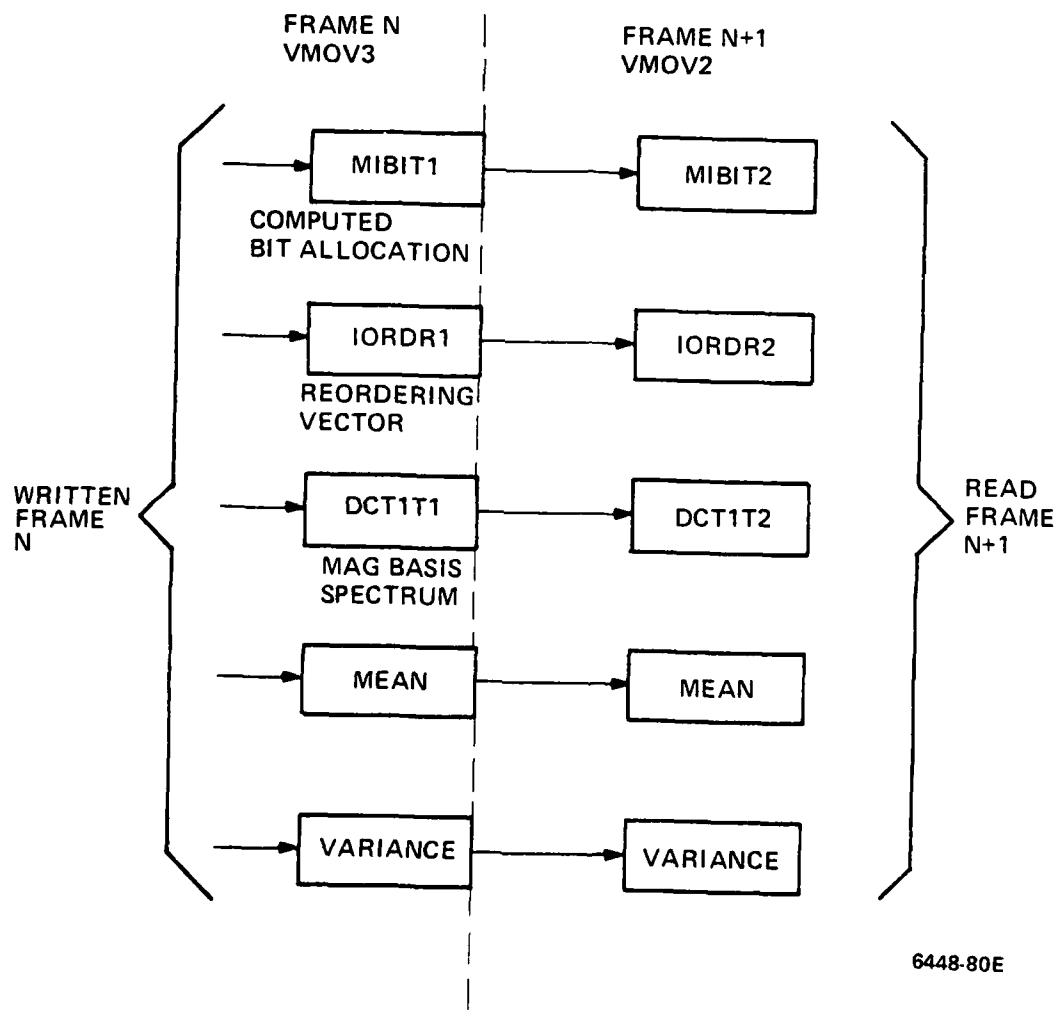 FRAME N
VMOV3
FRAME N+1
VMOV2
MIBIT1
MIBIT2
COMPUTED
BIT ALLOCATION
IORDR1
IORDR2
REORDERING
VECTOR
WRITTEN
FRAME
N
DCT1T1
DCT1T2
READ
FRAME
N+1
MAG BASIS
SPECTRUM
MEAN
MEAN
VARIANCE
VARIANCE
6448-80E